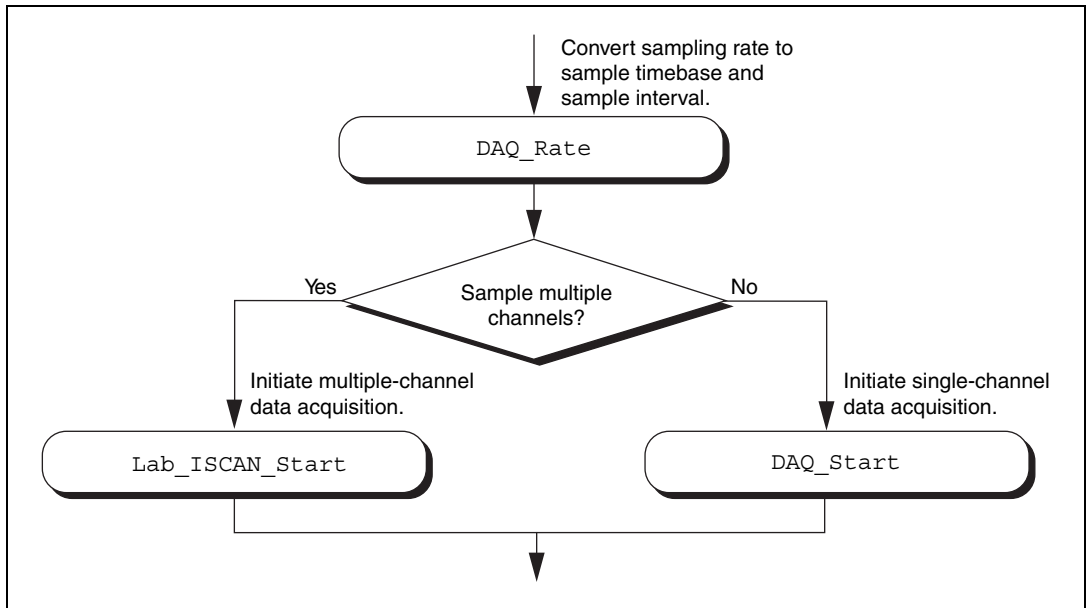 Convert sampling rate to
sample timebase and
sample interval.
DAQ_Rate
Yes
Sample multiple
channels?
No
Initiate multiple-channel
data acquisition.
Initiate single-channel
data acquisition.
Lab_ISCAN_Start
DAQ_Start